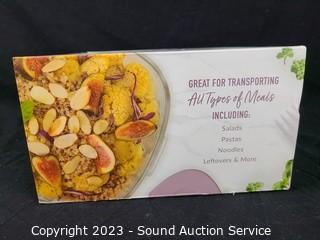 GREAT FOR TRANSPORTING
All Types of Meals
INCLUDING:
Salads
Pastas
Noodles
Leftovers & More
Copyright 2023 - Sound Auction Service